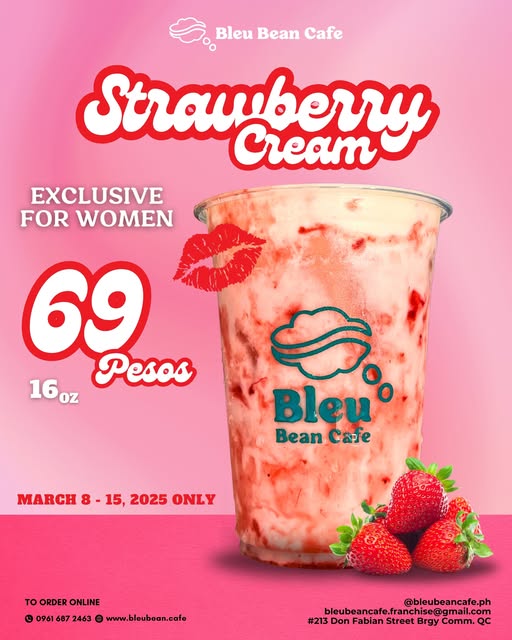 Bleu Bean Cafe
Strawberry
Cream
EXCLUSIVE
FOR WOMEN
69
Pesos
16oz
Bleu
Bean Cafe
MARCH 8 - 15, 2025 ONLY
TO ORDER ONLINE
0961 687 2463 www.bleubean.cafe
@bleubeancafe.ph
bleubeancafe.franchise@gmail.com
#213 Don Fabian Street Brgy Comm. QC